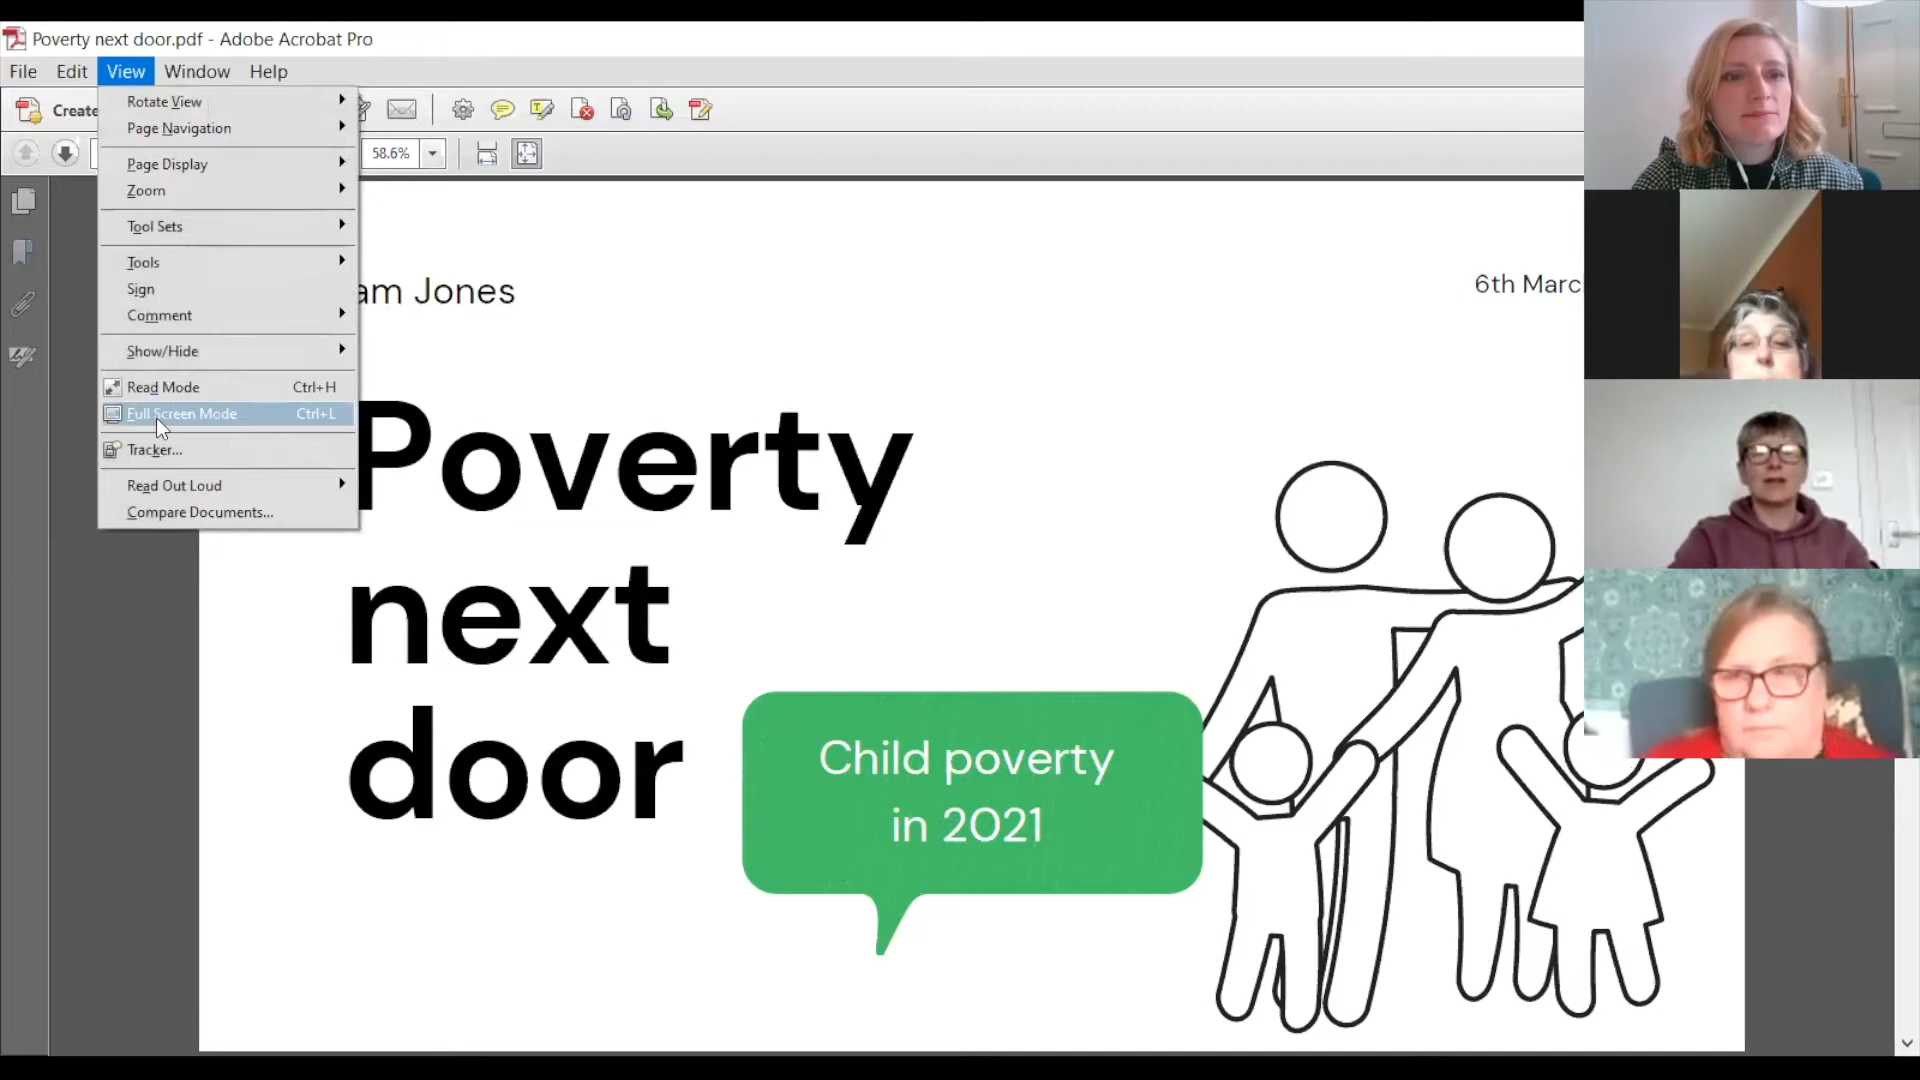 Poverty next door.pdf - Adobe Acrobat Pro
File Edit View Window Help
Create
58.6%
Rotate View
Page Navigation
Page Display
Zoom
Tool Sets
Tools
Sign
Comment
Show/Hide
Read Mode Ctrl+H
Full Screen Mode Ctrl+L
Tracker...
Read Out Loud
Compare Documents...
am Jones
6th Marc
Poverty
next
door
Child poverty
in 2021